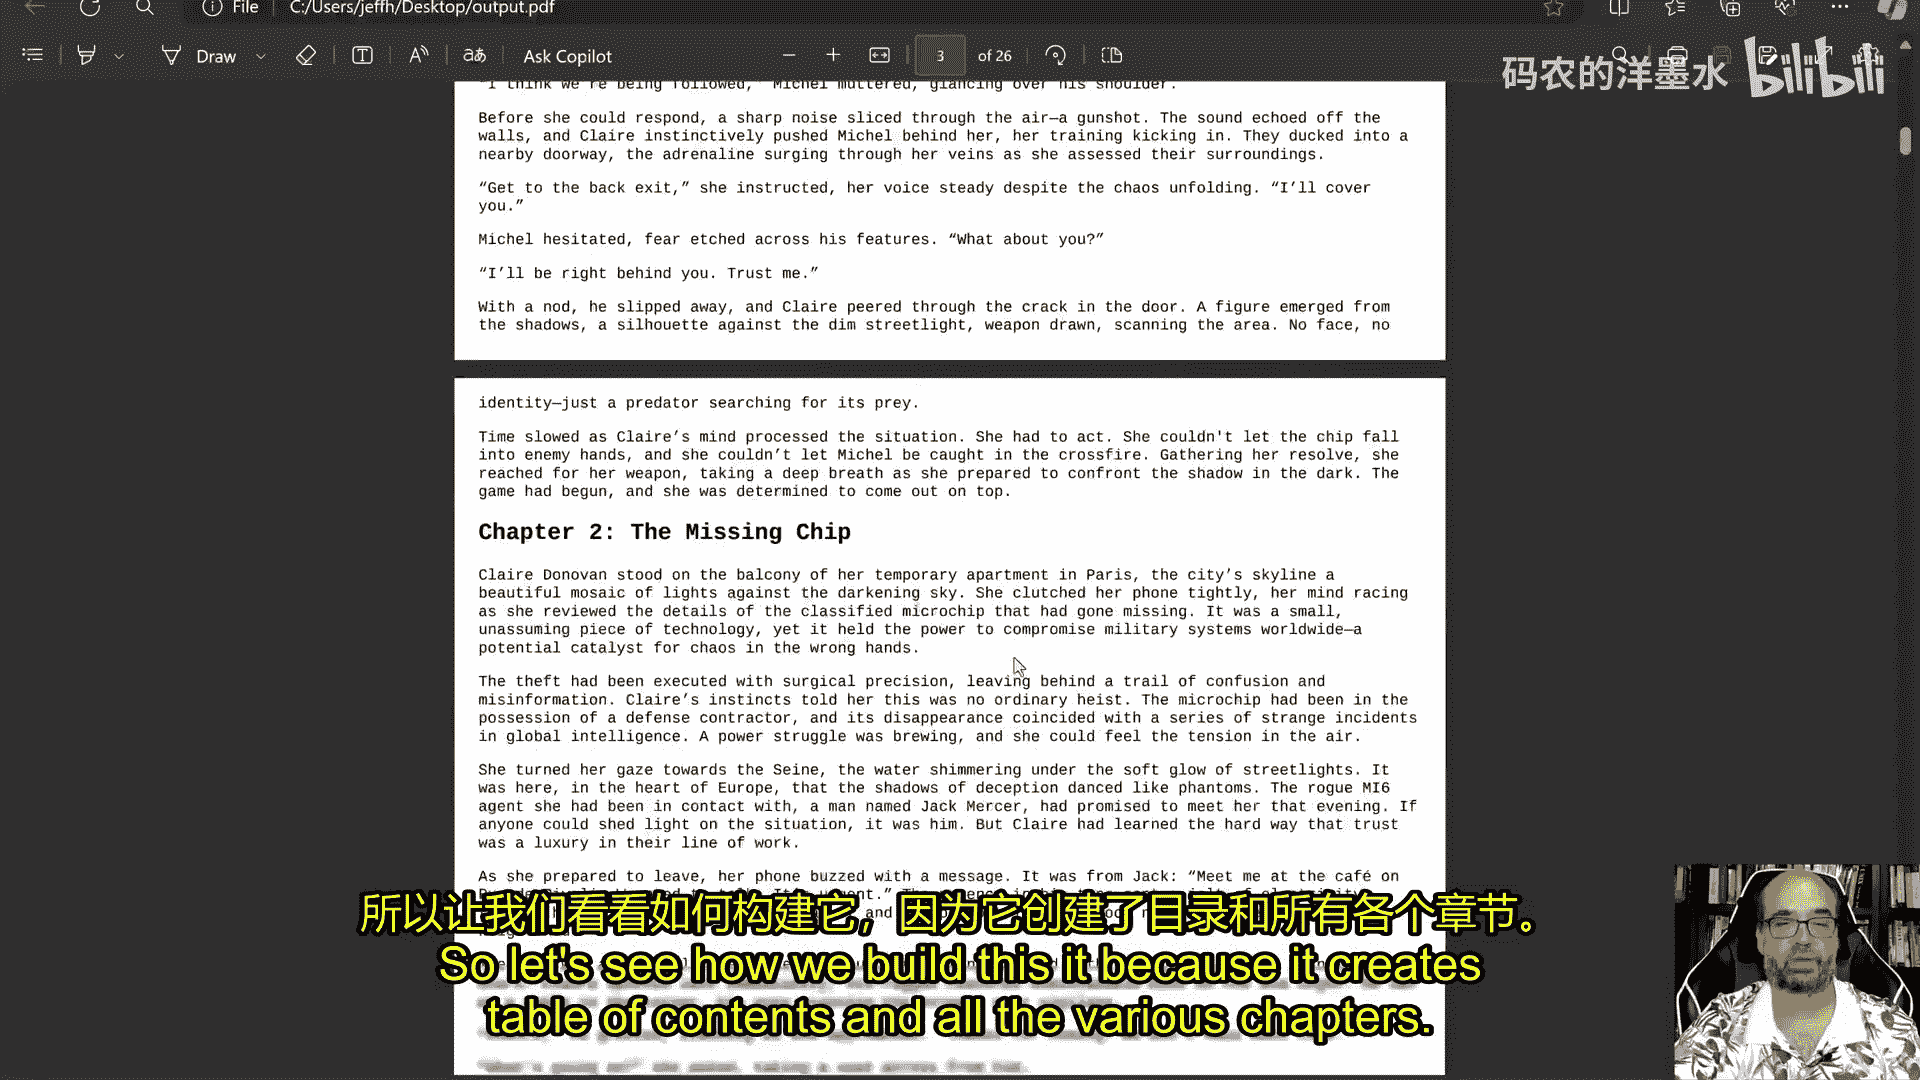 File C:/Users/jeffh/Desktop/output.pdf
Draw Ask Copilot 3 of 26
码农的洋墨水 bilibili
“I think we’re being followed,” Michel muttered, glancing over his shoulder.
Before she could respond, a sharp noise sliced through the air—a gunshot. The sound echoed off the
walls, and Claire instinctively pushed Michel behind her, her training kicking in. They ducked into a
nearby doorway, the adrenaline surging through her veins as she assessed their surroundings.
“Get to the back exit,” she instructed, her voice steady despite the chaos unfolding. “I’ll cover
you.”
Michel hesitated, fear etched across his features. “What about you?”
“I’ll be right behind you. Trust me.”
With a nod, he slipped away, and Claire peered through the crack in the door. A figure emerged from
the shadows, a silhouette against the dim streetlight, weapon drawn, scanning the area. No face, no
identity—just a predator searching for its prey.
Time slowed as Claire’s mind processed the situation. She had to act. She couldn't let the chip fall
into enemy hands, and she couldn’t let Michel be caught in the crossfire. Gathering her resolve, she
reached for her weapon, taking a deep breath as she prepared to confront the shadow in the dark. The
game had begun, and she was determined to come out on top.
Chapter 2: The Missing Chip
Claire Donovan stood on the balcony of her temporary apartment in Paris, the city’s skyline a
beautiful mosaic of lights against the darkening sky. She clutched her phone tightly, her mind racing
as she reviewed the details of the classified microchip that had gone missing. It was a small,
unassuming piece of technology, yet it held the power to compromise military systems worldwide—a
potential catalyst for chaos in the wrong hands.
The theft had been executed with surgical precision, leaving behind a trail of confusion and
misinformation. Claire’s instincts told her this was no ordinary heist. The microchip had been in the
possession of a defense contractor, and its disappearance coincided with a series of strange incidents
in global intelligence. A power struggle was brewing, and she could feel the tension in the air.
She turned her gaze towards the Seine, the water shimmering under the soft glow of streetlights. It
was here, in the heart of Europe, that the shadows of deception danced like phantoms. The rogue MI6
agent she had been in contact with, a man named Jack Mercer, had promised to meet her that evening. If
anyone could shed light on the situation, it was him. But Claire had learned the hard way that trust
was a luxury in their line of work.
As she prepared to leave, her phone buzzed with a message. It was from Jack: “Meet me at the café on
所以让我们看看如何构建它，因为它创建了目录和所有各个章节。
So let's see how we build this it because it creates
table of contents and all the various chapters.